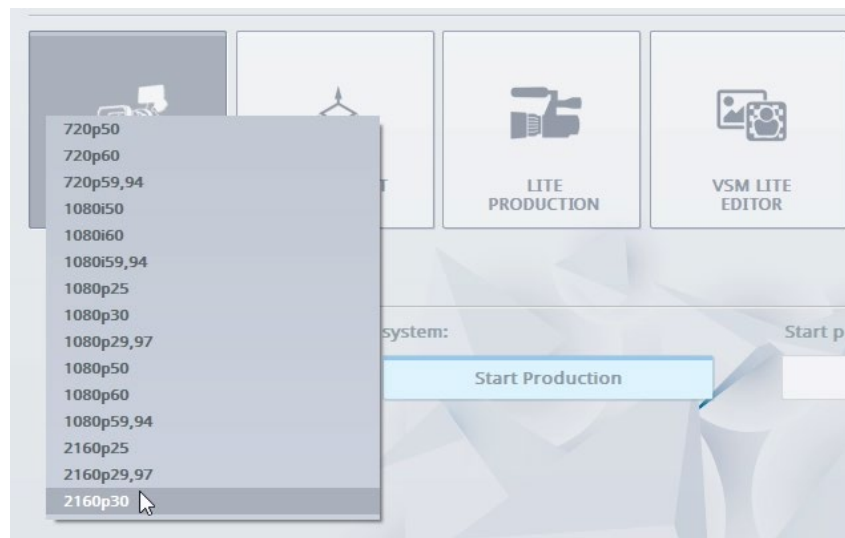 720p50
720p60
720p59,94
1080i50
1080i60
1080i59,94
1080p25
1080p30
1080p29,97
1080p50
1080p60
1080p59,94
2160p25
2160p29,97
2160p30
T
LITE
PRODUCTION
VSM LITE
EDITOR
system:
Start p
Start Production